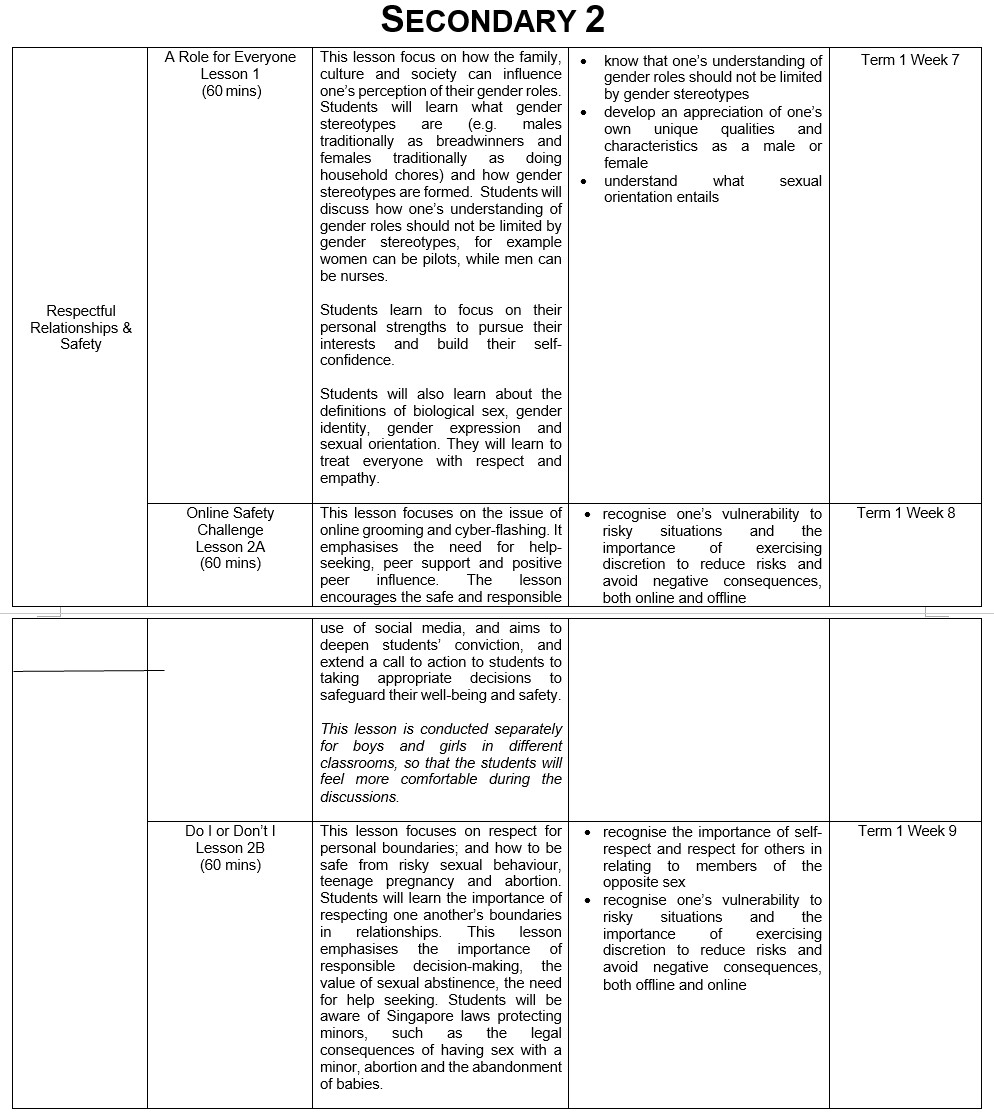 SECONDARY 2
Respectful
Relationships &
Safety
A Role for Everyone
Lesson 1
(60 mins)
This lesson focus on how the family,
culture and society can influence
one's perception of their gender roles.
Students will learn what gender
stereotypes are (e.g. males
traditionally as breadwinners and
females traditionally as doing
household chores) and how gender
stereotypes are formed. Students will
discuss how one's understanding of
gender roles should not be limited by
gender stereotypes, for example
women can be pilots, while men can
be nurses.
Students learn to focus on their
personal strengths to pursue their
interests and build their self-
confidence.
Students will also learn about the
definitions of biological sex, gender
identity, gender expression and
sexual orientation. They will learn to
treat everyone with respect and
empathy.
• know that one's understanding of
gender roles should not be limited
by gender stereotypes
• develop an appreciation of one's
own unique qualities and
characteristics as a male or
female
• understand what sexual
orientation entails
Term 1 Week 7
Online Safety
Challenge
Lesson 2A
(60 mins)
This lesson focuses on the issue of
online grooming and cyber-flashing. It
emphasises the need for help-
seeking, peer support and positive
peer influence. The lesson
encourages the safe and responsible
use of social media, and aims to
deepen students' conviction, and
extend a call to action to students to
taking appropriate decisions to
safeguard their well-being and safety.
This lesson is conducted separately
for boys and girls in different
classrooms, so that the students will
feel more comfortable during the
discussions.
• recognise one's vulnerability to
risky situations and the
importance of exercising
discretion to reduce risks and
avoid negative consequences,
both online and offline
Term 1 Week 8
Do I or Don't I
Lesson 2B
(60 mins)
This lesson focuses on respect for
personal boundaries; and how to be
safe from risky sexual behaviour,
teenage pregnancy and abortion.
Students will learn the importance of
respecting one another's boundaries
in relationships. This lesson
emphasises the importance of
responsible decision-making, the
value of sexual abstinence, the need
for help seeking. Students will be
aware of Singapore laws protecting
minors, such as the legal
consequences of having sex with a
minor, abortion and the abandonment
of babies.
• recognise the importance of self-
respect and respect for others in
relating to members of the
opposite sex
• recognise one's vulnerability to
risky situations and the
importance of exercising
discretion to reduce risks and
avoid negative consequences,
both offline and online
Term 1 Week 9